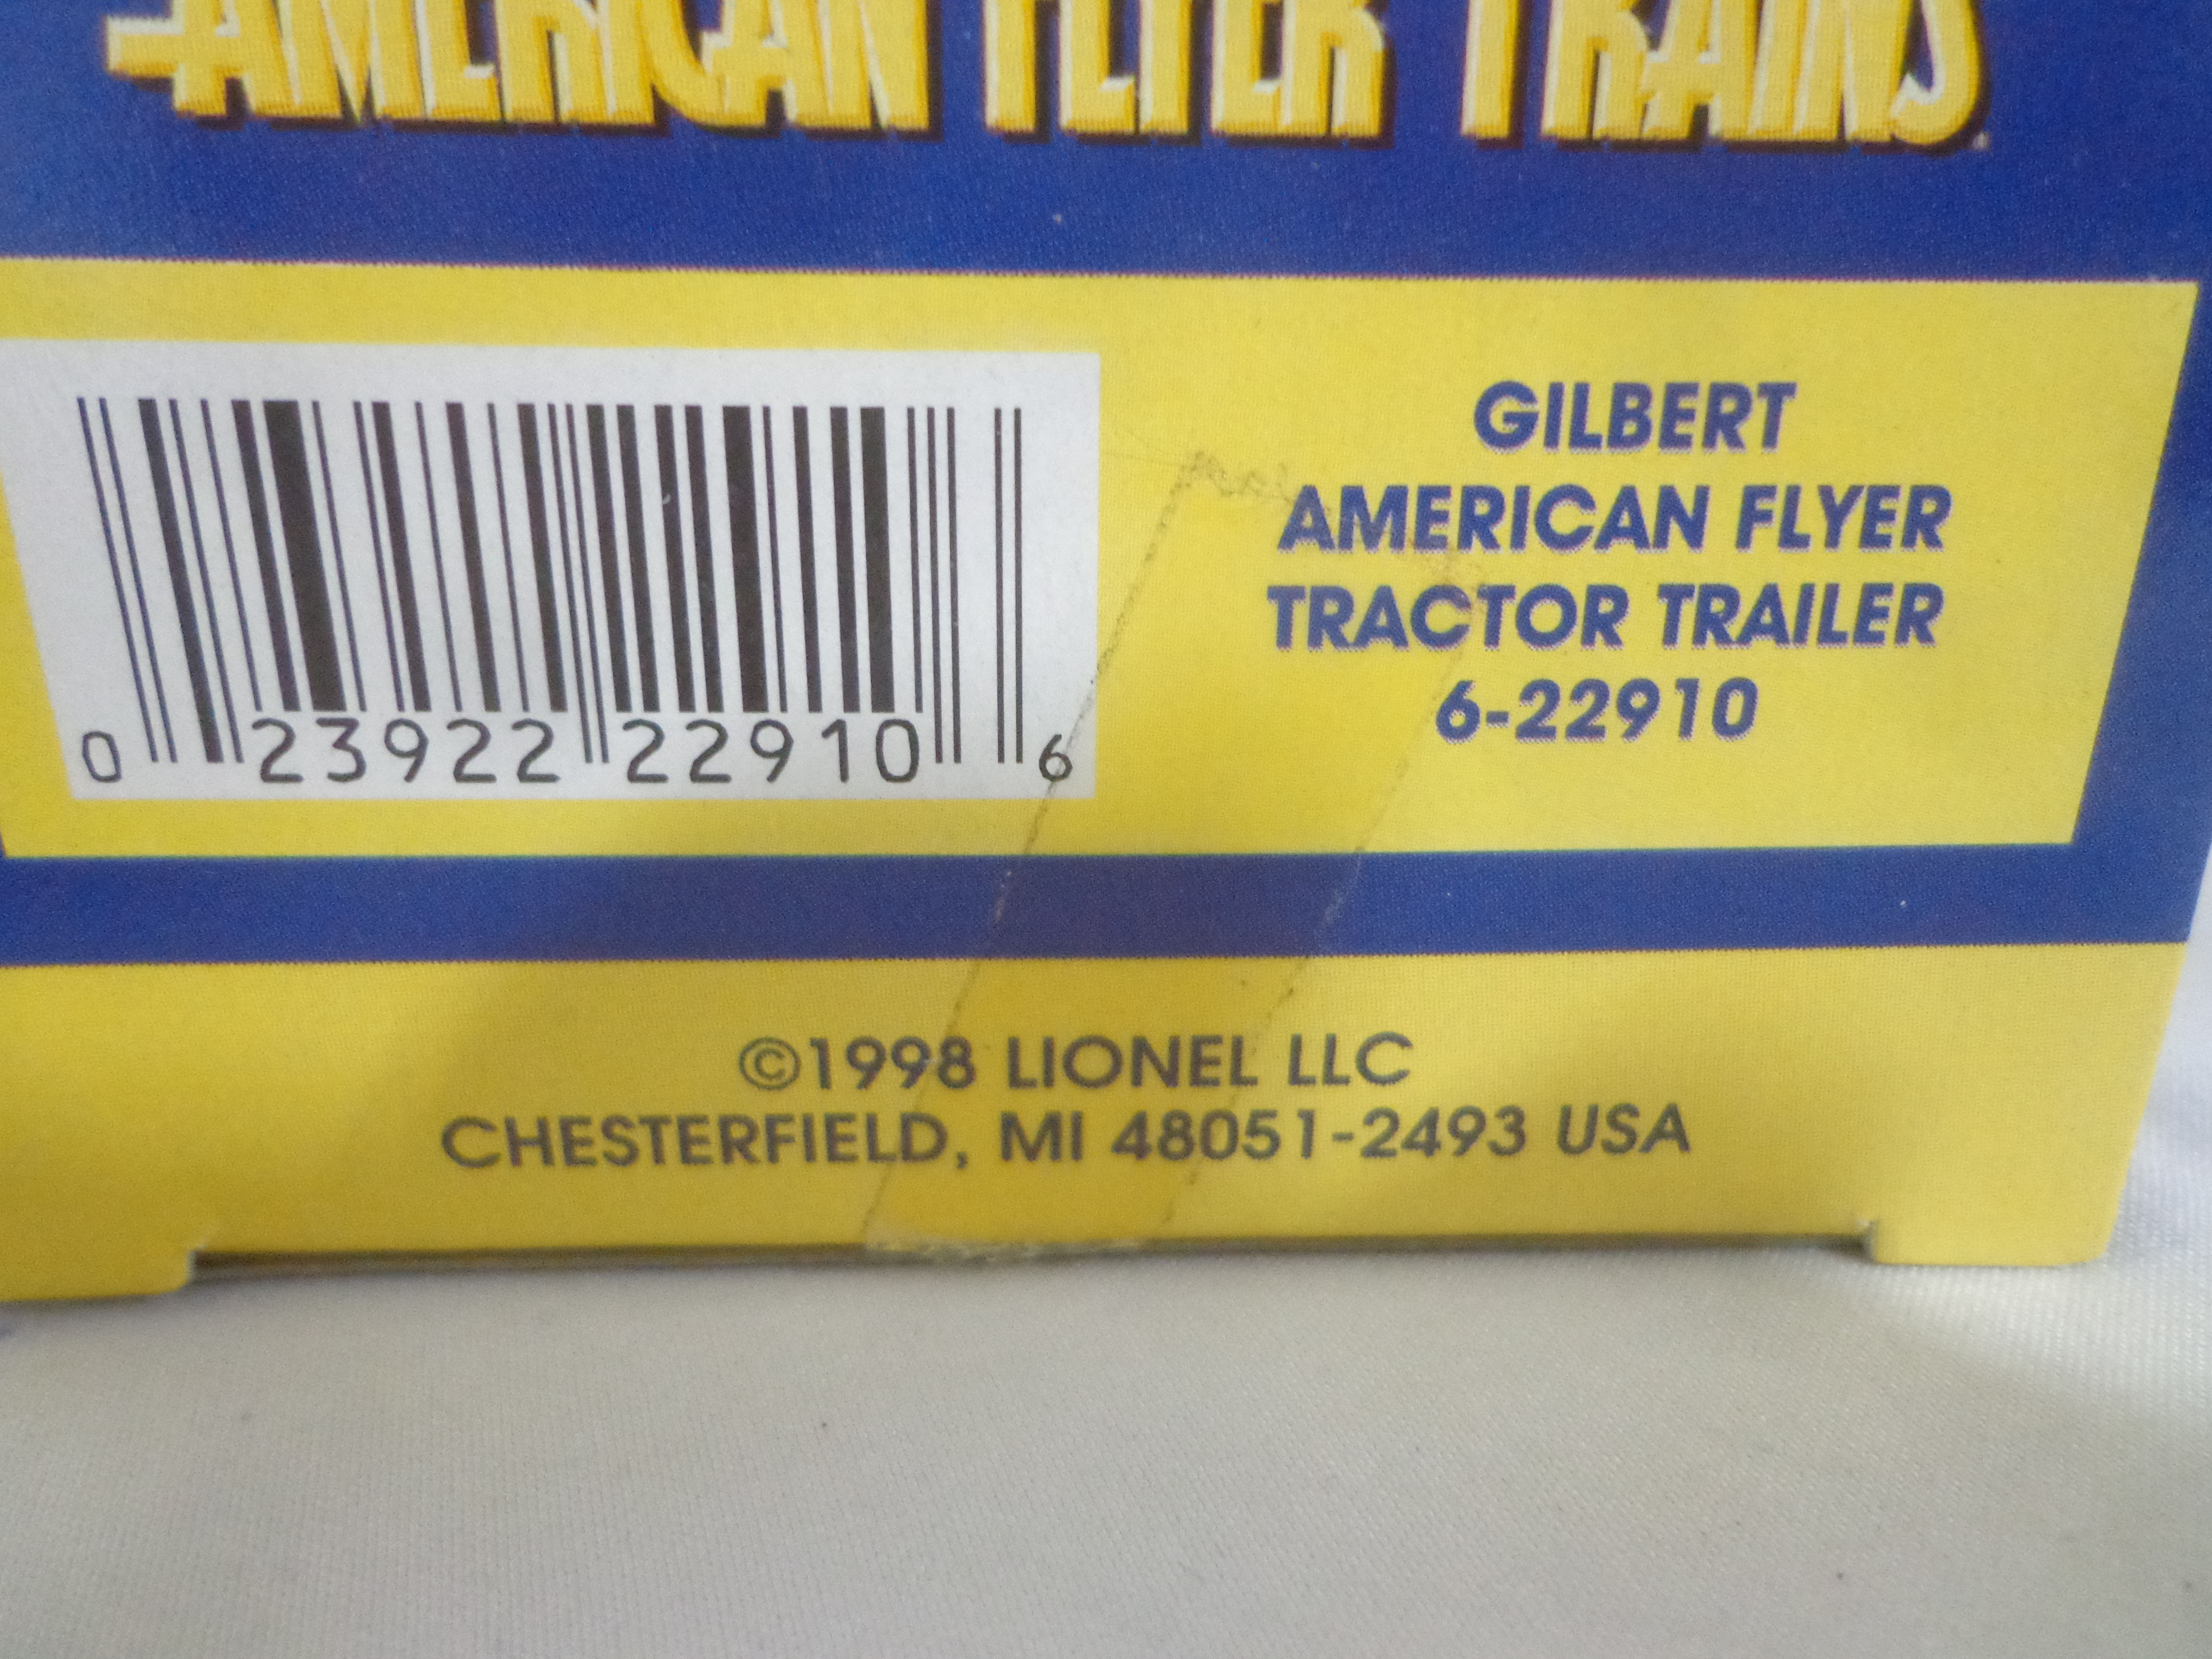 AMERICAN FLYER TRAINS
GILBERT
AMERICAN FLYER
TRACTOR TRAILER
6-22910
0 23922 22910 6
©1998 LIONEL LLC
CHESTERFIELD, MI 48051-2493 USA